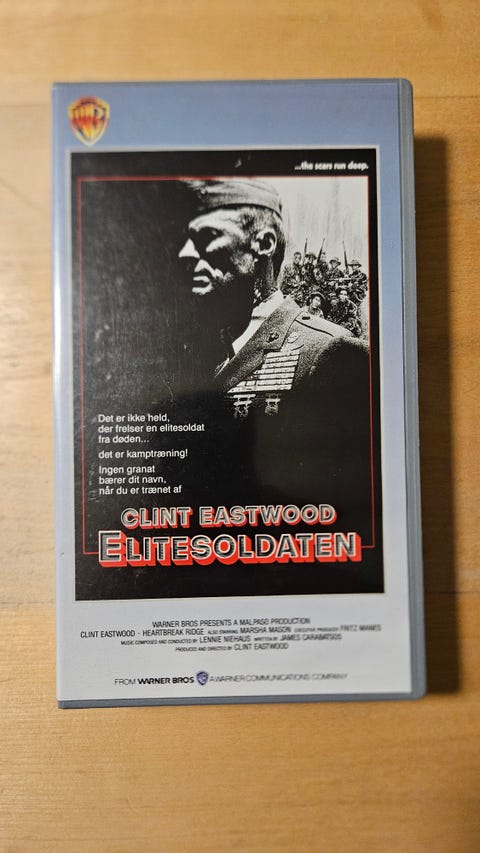 WB
...the scars run deep.
Det er ikke held,
der frelser en elitesoldat
fra døden...
det er kamptræning!
Ingen granat
bærer dit navn,
når du er trænet af
CLINT EASTWOOD
ELITESOLDATEN
WARNER BROS PRESENTS A MALPASO PRODUCTION
CLINT EASTWOOD · HEARTBREAK RIDGE ALSO STARRING MARSHA MASON EXECUTIVE PRODUCER FRITZ MANES
MUSIC COMPOSED AND CONDUCTED BY LENNIE NIEHAUS WRITTEN BY JAMES CARABATSOS
PRODUCED AND DIRECTED BY CLINT EASTWOOD
FROM WARNER BROS WB A WARNER COMMUNICATIONS COMPANY